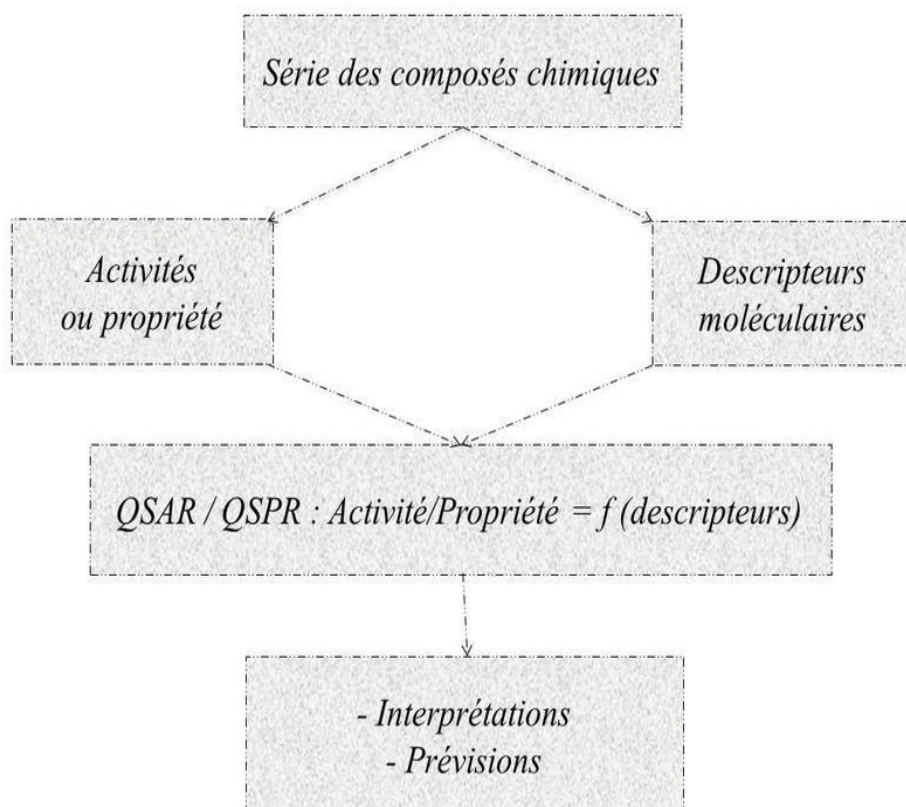 Série des composés chimiques
Activités
ou propriété
Descripteurs
moléculaires
QSAR / QSPR : Activité/Propriété = f (descripteurs)
- Interprétations
- Prévisions